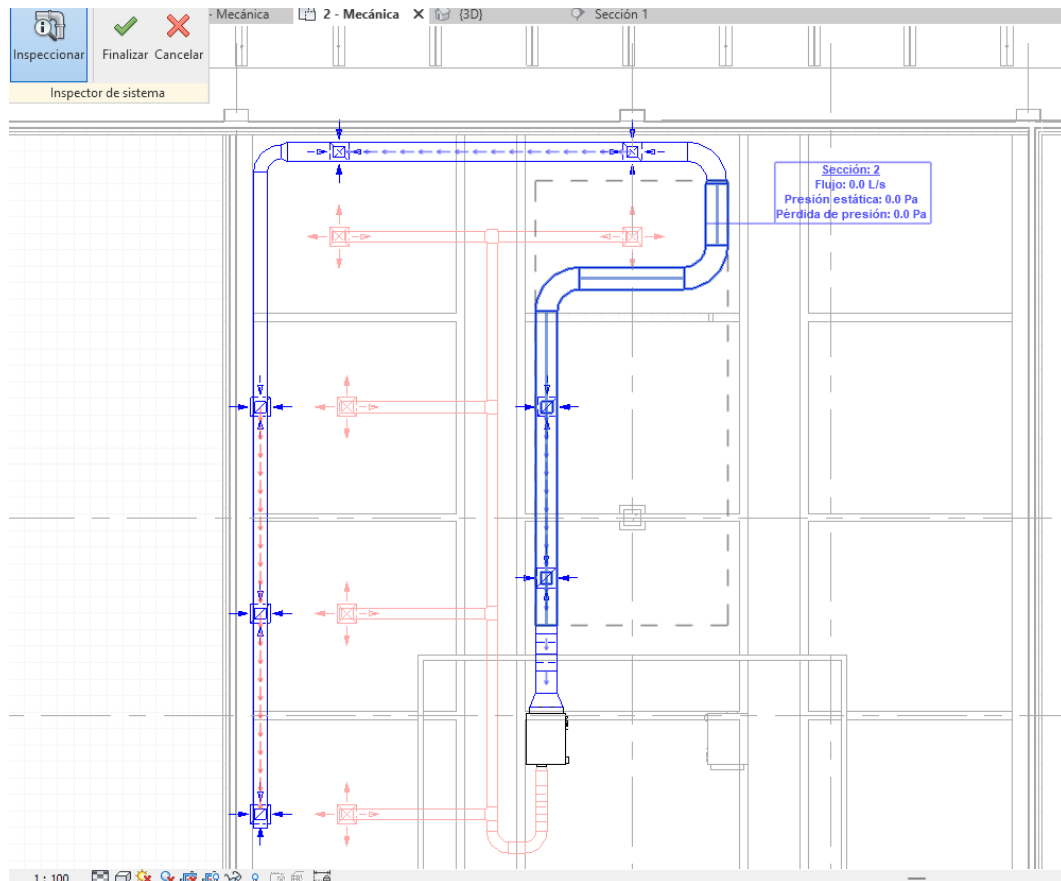 - Mecánica
2 - Mecánica
{3D}
Sección 1
Inspeccionar
Finalizar
Cancelar
Inspector de sistema
Sección: 2
Flujo: 0.0 L/s
Presión estática: 0.0 Pa
Pérdida de presión: 0.0 Pa
1 : 100